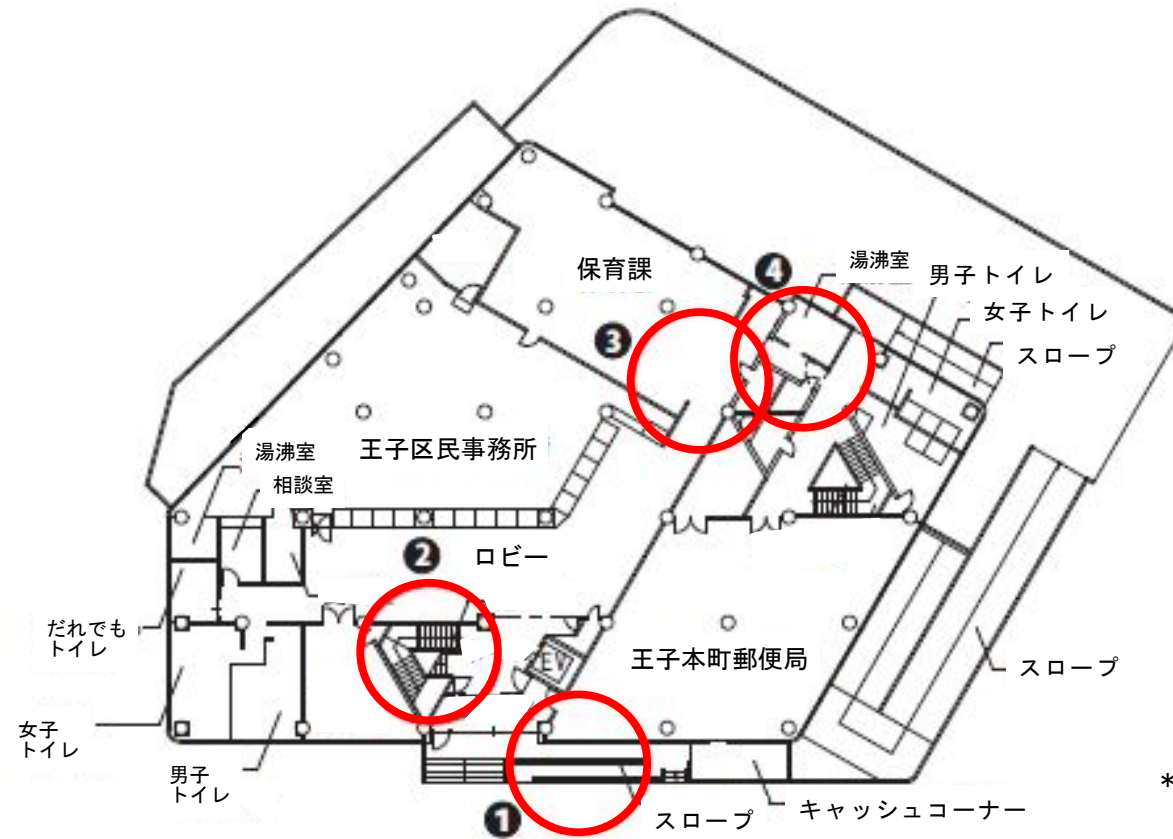 保育課
❹
湯沸室
男子トイレ
女子トイレ
スロープ
❸
湯沸室
相談室
王子区民事務所
❷
ロビー
だれでも
トイレ
EV
王子本町郵便局
スロープ
女子
トイレ
男子
トイレ
❶
スロープ
キャッシュコーナー
*